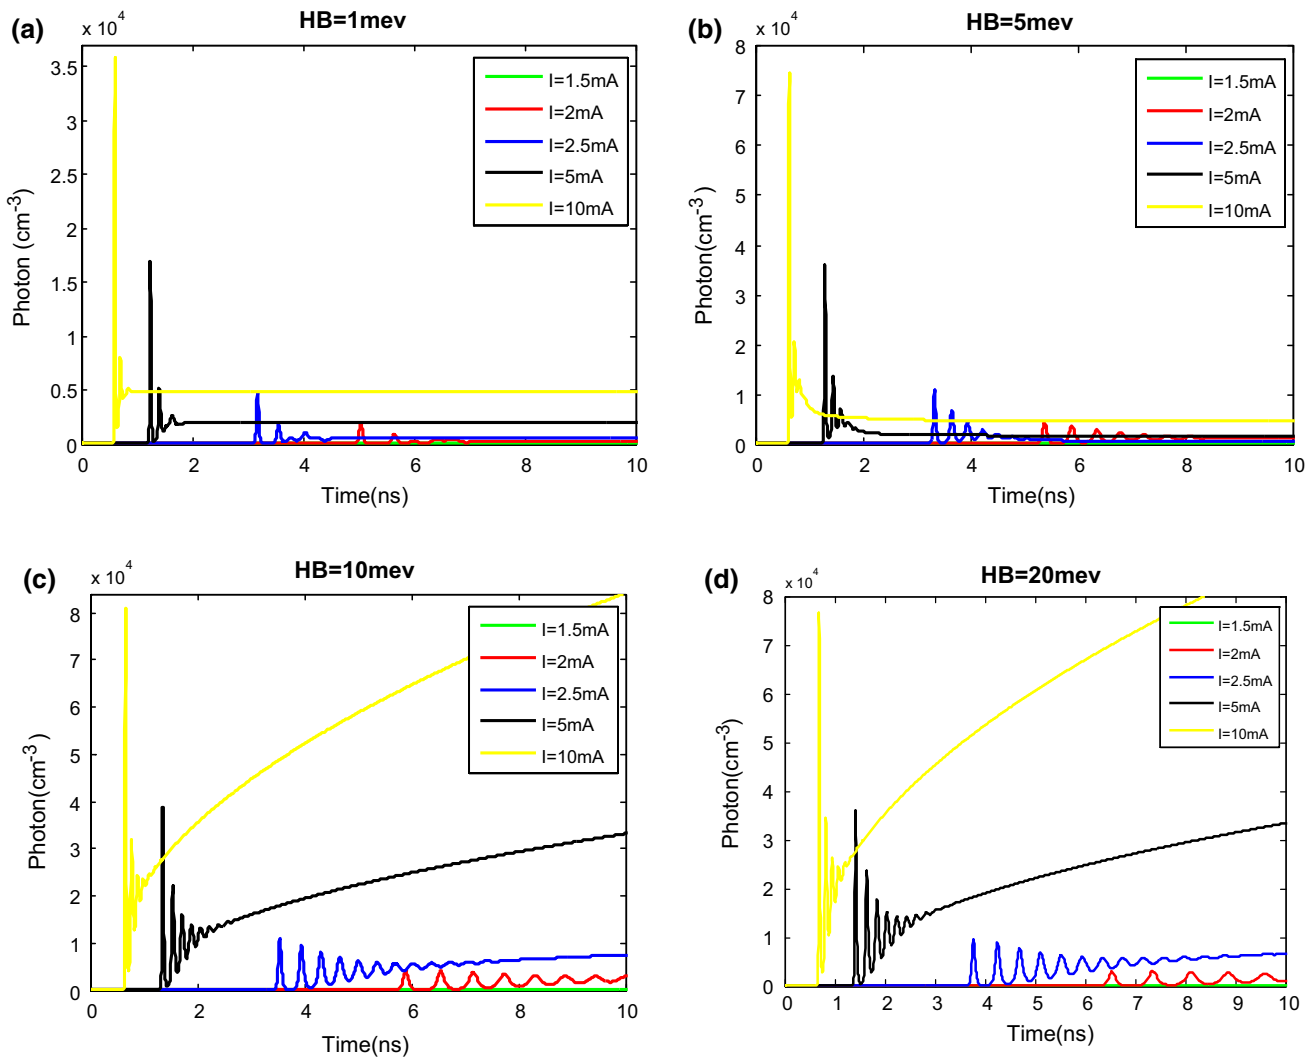 (a)
HB=1mev
x 10^4
3.5
3
2.5
2
1.5
1
0.5
0
Photon (cm^-3)
0 2 4 6 8 10
Time(ns)
I=1.5mA
I=2mA
I=2.5mA
I=5mA
I=10mA
(b)
HB=5mev
x 10^4
8
7
6
5
4
3
2
1
0
Photon(cm^-3)
0 2 4 6 8 10
Time(ns)
I=1.5mA
I=2mA
I=2.5mA
I=5mA
I=10mA
(c)
HB=10mev
x 10^4
8
7
6
5
4
3
2
1
0
Photon(cm^-3)
0 2 4 6 8 10
Time(ns)
I=1.5mA
I=2mA
I=2.5mA
I=5mA
I=10mA
(d)
HB=20mev
x 10^4
8
7
6
5
4
3
2
1
0
Photon(cm^-3)
0 1 2 3 4 5 6 7 8 9 10
Time(ns)
I=1.5mA
I=2mA
I=2.5mA
I=5mA
I=10mA